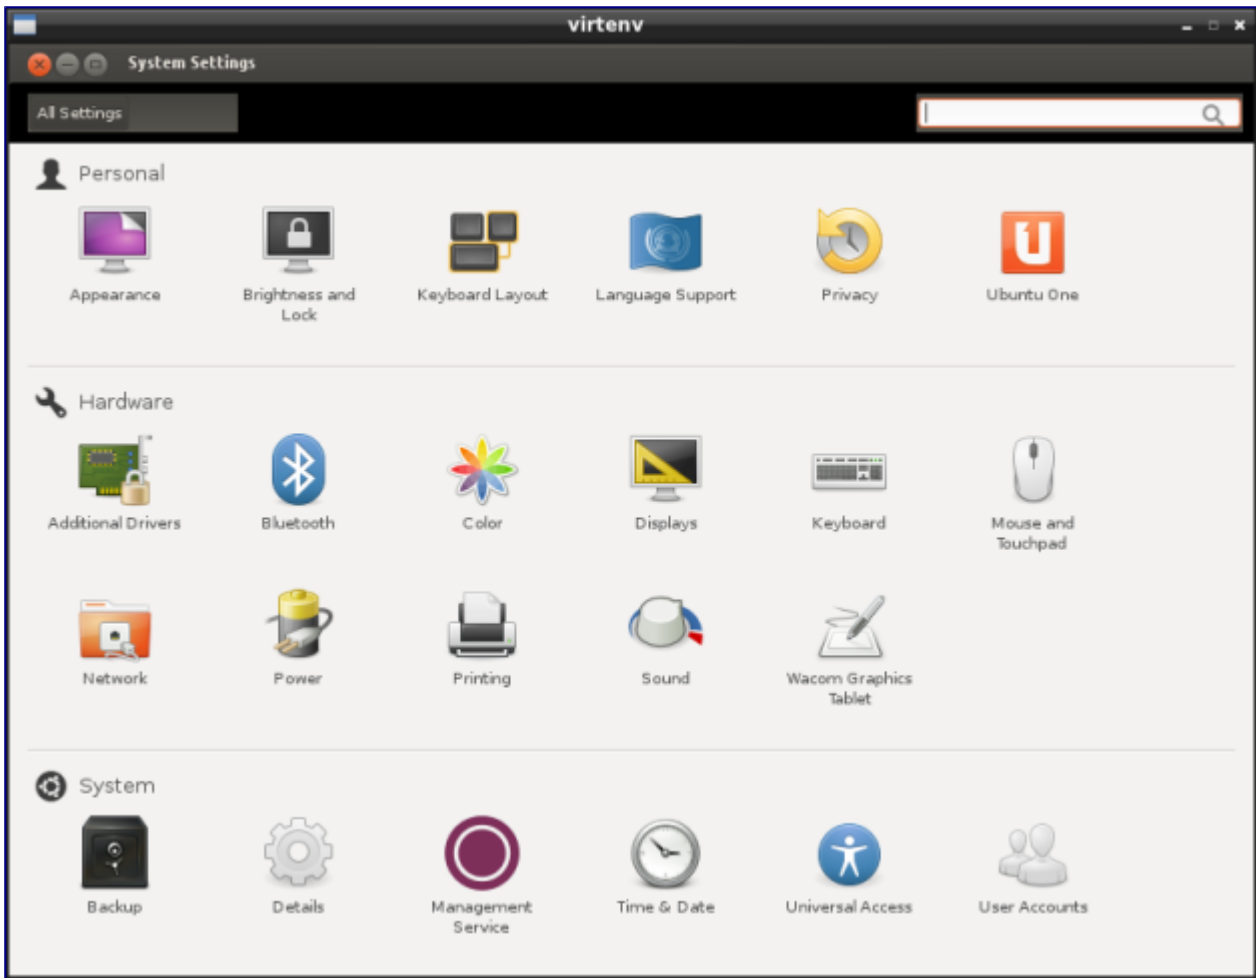 virtenv
System Settings
All Settings
Personal
Appearance
Brightness and
Lock
Keyboard Layout
Language Support
Privacy
Ubuntu One
Hardware
Additional Drivers
Bluetooth
Color
Displays
Keyboard
Mouse and
Touchpad
Network
Power
Printing
Sound
Wacom Graphics
Tablet
System
Backup
Details
Management
Service
Time & Date
Universal Access
User Accounts